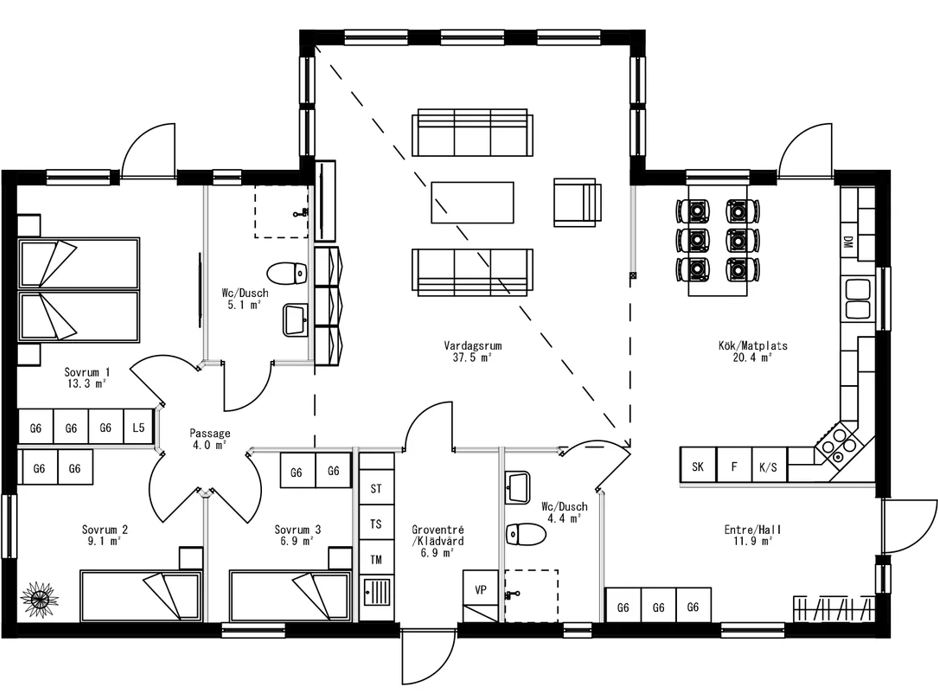 DM
Wc/Dusch
5.1 m²
Vardagsrum
37.5 m²
Kök/Matplats
20.4 m²
Sovrum 1
13.3 m²
G6 G6 G6 L5
Passage
4.0 m²
G6 G6
G6 G6
ST
TS
TM
SK F K/S
Sovrum 2
9.1 m²
Sovrum 3
6.9 m²
Groventré
/Klädvård
6.9 m²
Wc/Dusch
4.4 m²
Entre/Hall
11.9 m²
VP
G6 G6 G6